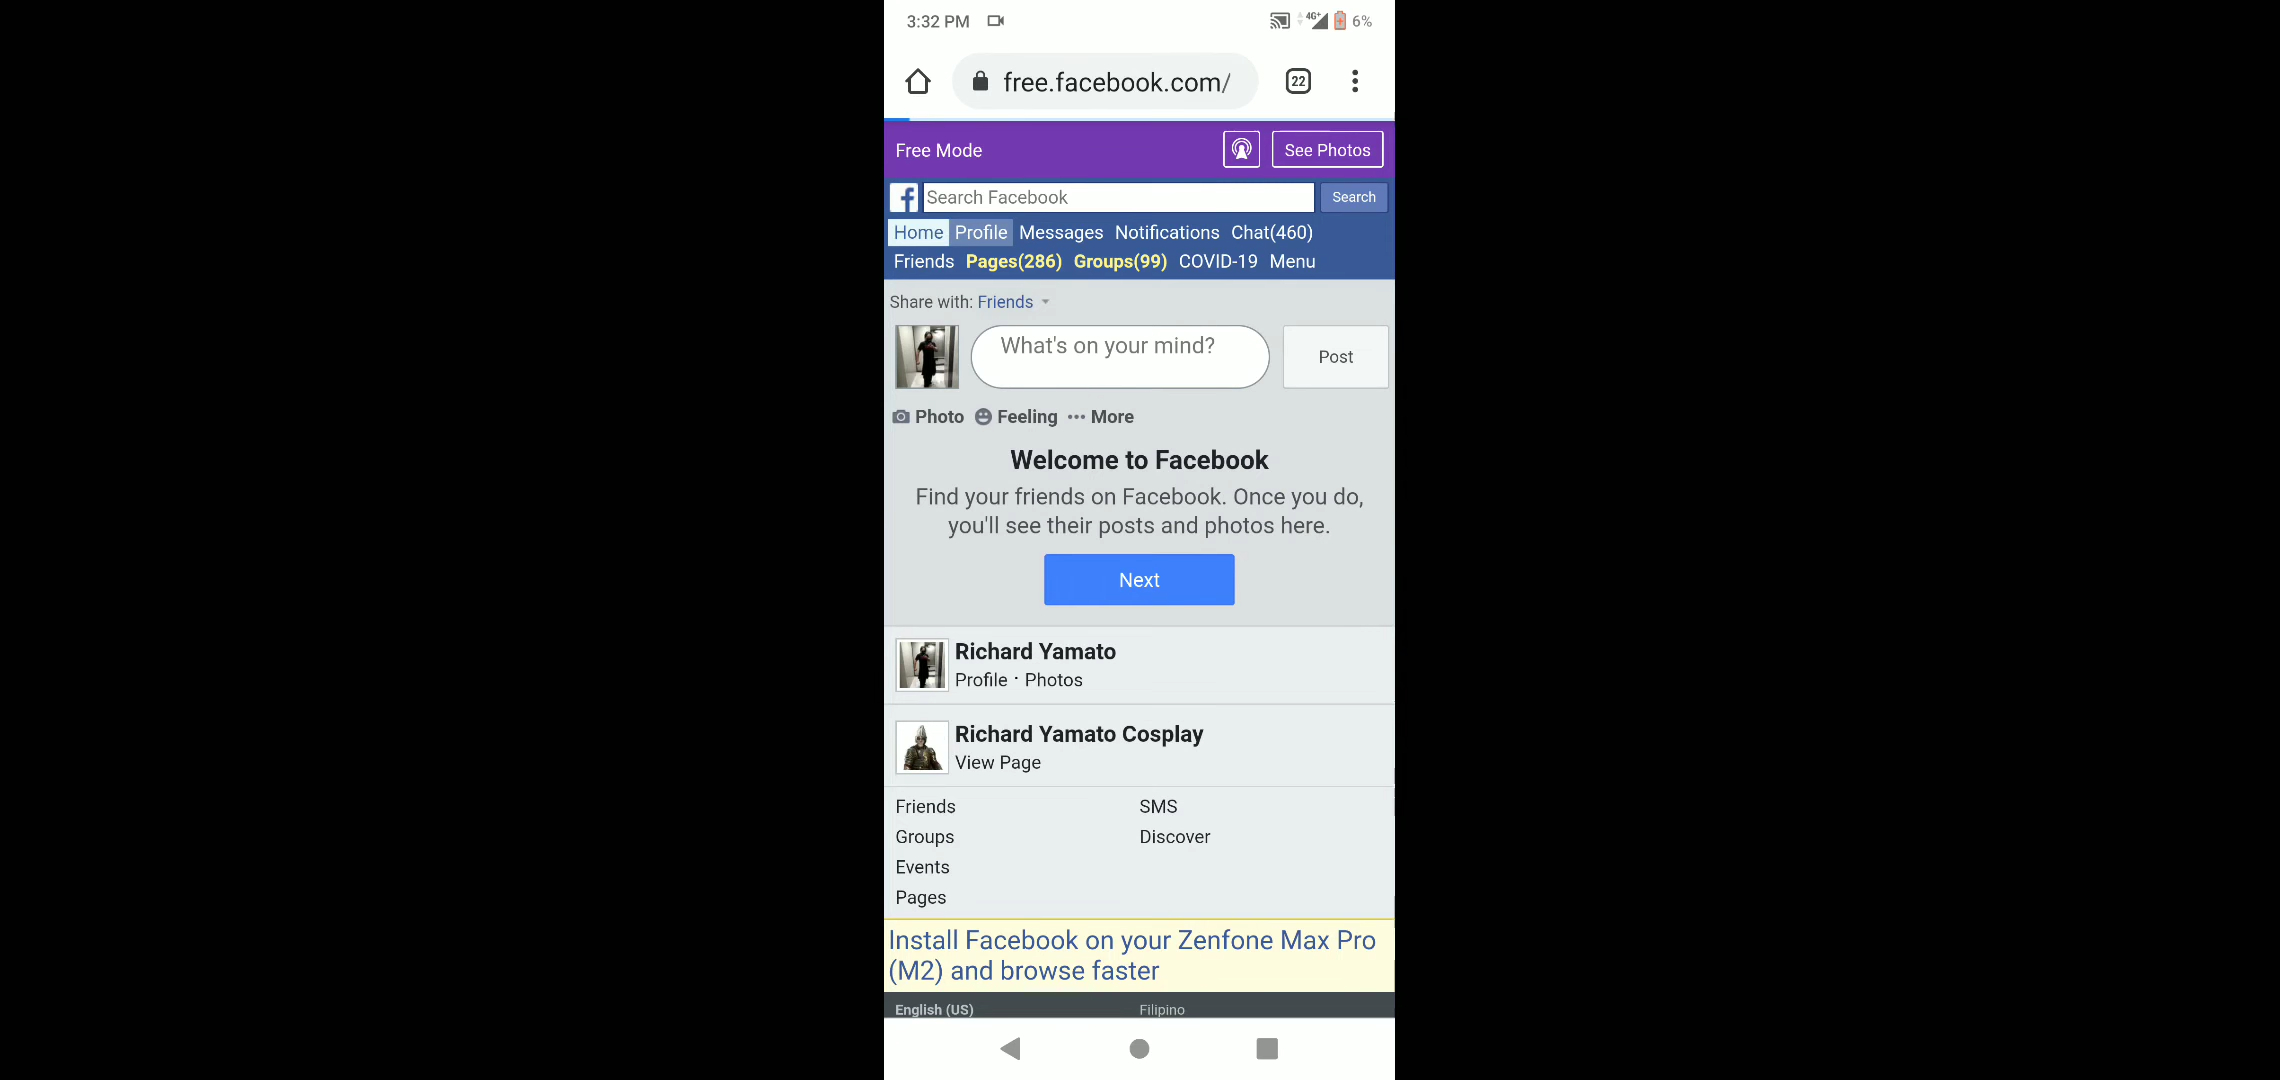 3:32 PM 4G+ 6%
free.facebook.com/ 22
Free Mode See Photos
Search Facebook Search
Home Profile Messages Notifications Chat(460)
Friends Pages(286) Groups(99) COVID-19 Menu
Share with: Friends
What's on your mind? Post
Photo Feeling ••• More
Welcome to Facebook
Find your friends on Facebook. Once you do,
you'll see their posts and photos here.
Next
Richard Yamato
Profile · Photos
Richard Yamato Cosplay
View Page
Friends SMS
Groups Discover
Events
Pages
Install Facebook on your Zenfone Max Pro
(M2) and browse faster
English (US) Filipino